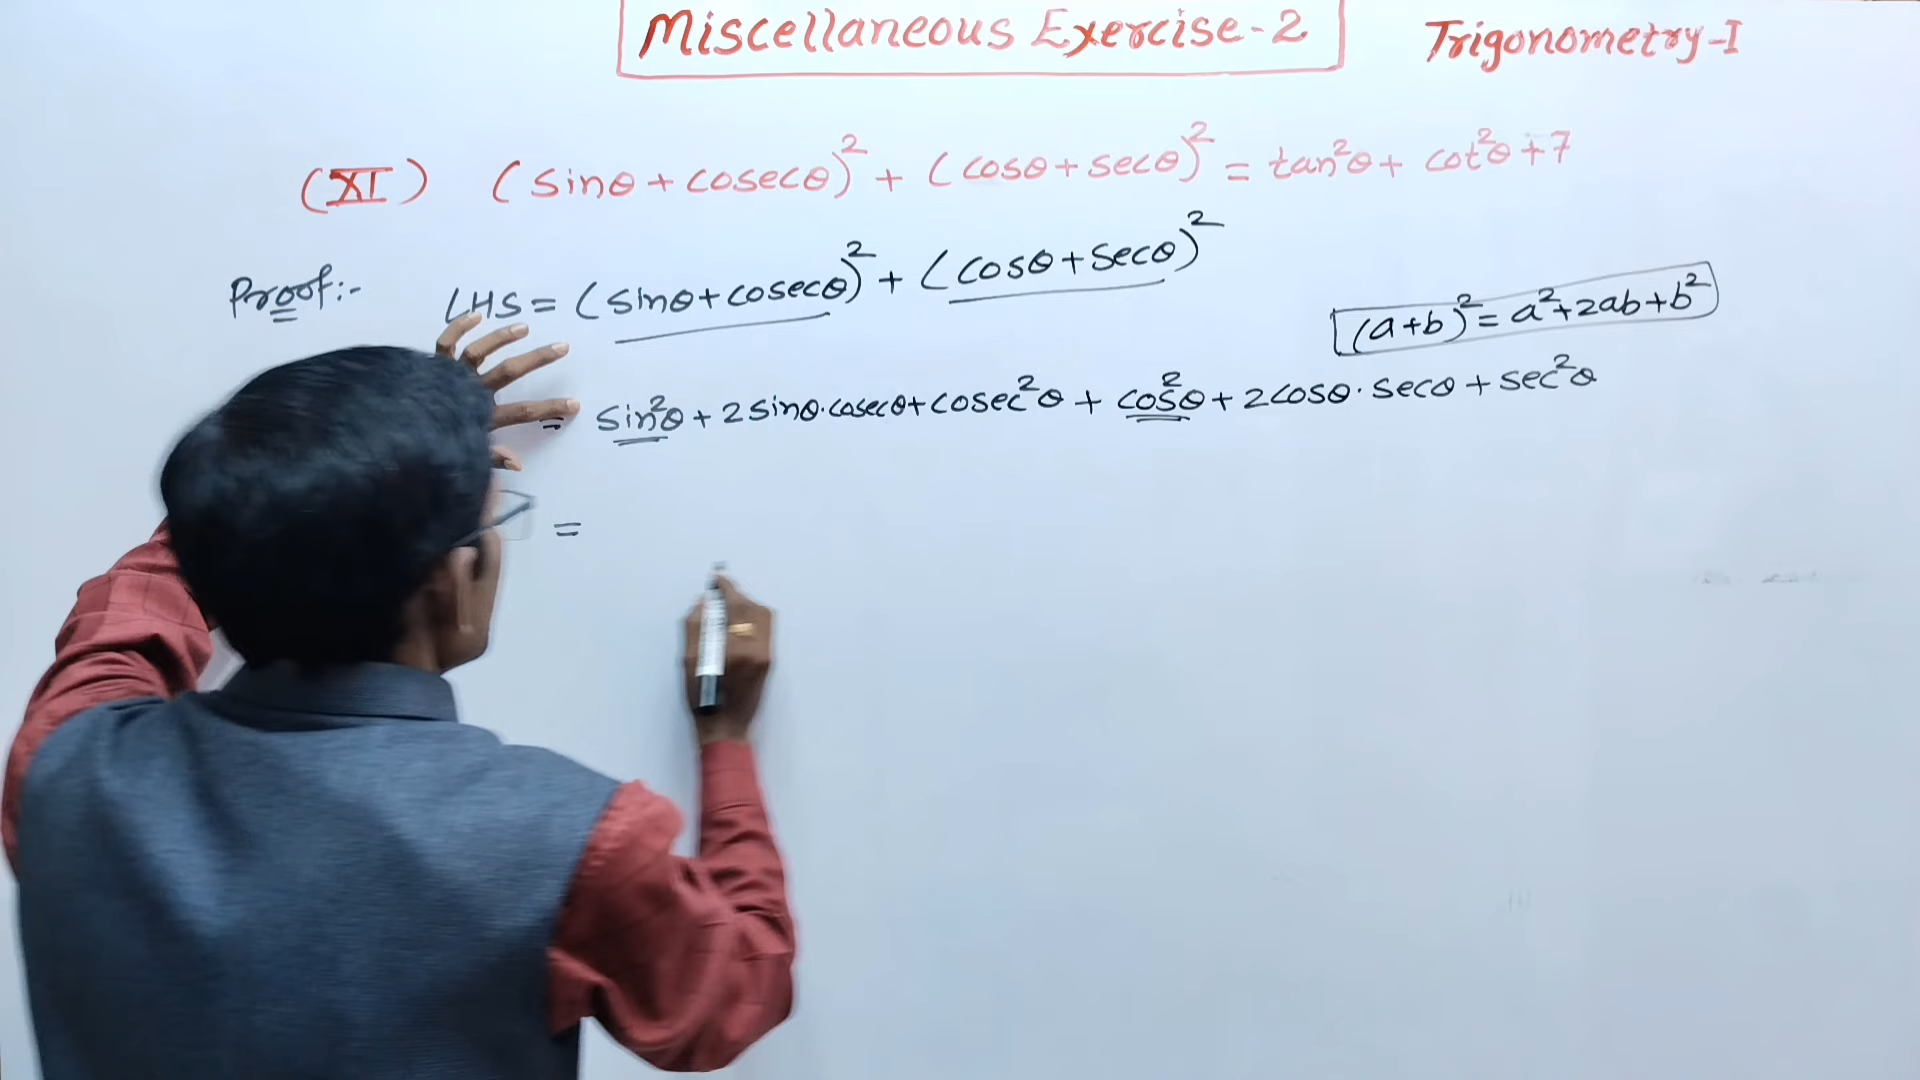 Miscellaneous Exercise-2
Trigonometry-I
(XI) (sinθ + cosecθ)² + (cosθ + secθ)² = tan²θ + cot²θ + 7
Proof:- LHS = (sinθ + cosecθ)² + (cosθ + secθ)²
(a+b)² = a²+2ab+b²
= sin²θ + 2sinθ·cosecθ + cosec²θ + cos²θ + 2cosθ·secθ + sec²θ
=